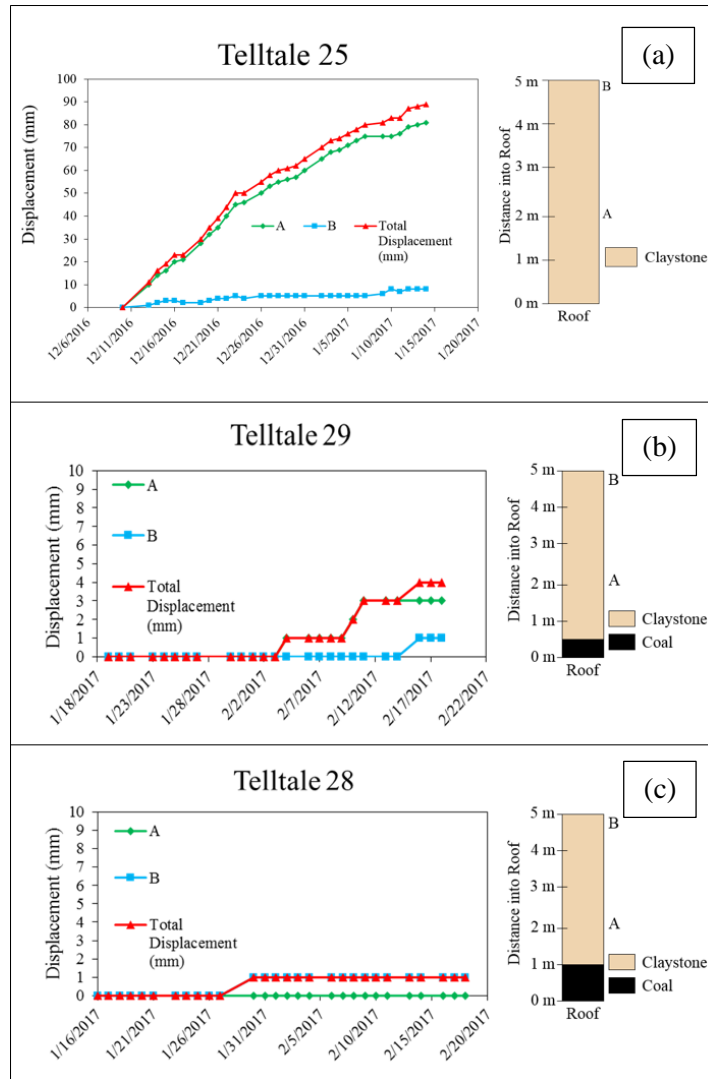 Telltale 25
(a)
Displacement (mm)
100
90
80
70
60
50
40
30
20
10
0
A
B
Total
Displacement
(mm)
12/6/2016
12/11/2016
12/16/2016
12/21/2016
12/26/2016
12/31/2016
1/5/2017
1/10/2017
1/15/2017
1/20/2017
Distance into Roof
5 m
4 m
3 m
2 m
1 m
0 m
B
A
Claystone
Roof
Telltale 29
(b)
Displacement (mm)
10
9
8
7
6
5
4
3
2
1
0
A
B
Total
Displacement
(mm)
1/18/2017
1/23/2017
1/28/2017
2/2/2017
2/7/2017
2/12/2017
2/17/2017
2/22/2017
Distance into Roof
5 m
4 m
3 m
2 m
1 m
0 m
B
A
Claystone
Coal
Roof
Telltale 28
(c)
Displacement (mm)
10
9
8
7
6
5
4
3
2
1
0
A
B
Total
Displacement
(mm)
1/16/2017
1/21/2017
1/26/2017
1/31/2017
2/5/2017
2/10/2017
2/15/2017
2/20/2017
Distance into Roof
5 m
4 m
3 m
2 m
1 m
0 m
B
A
Claystone
Coal
Roof